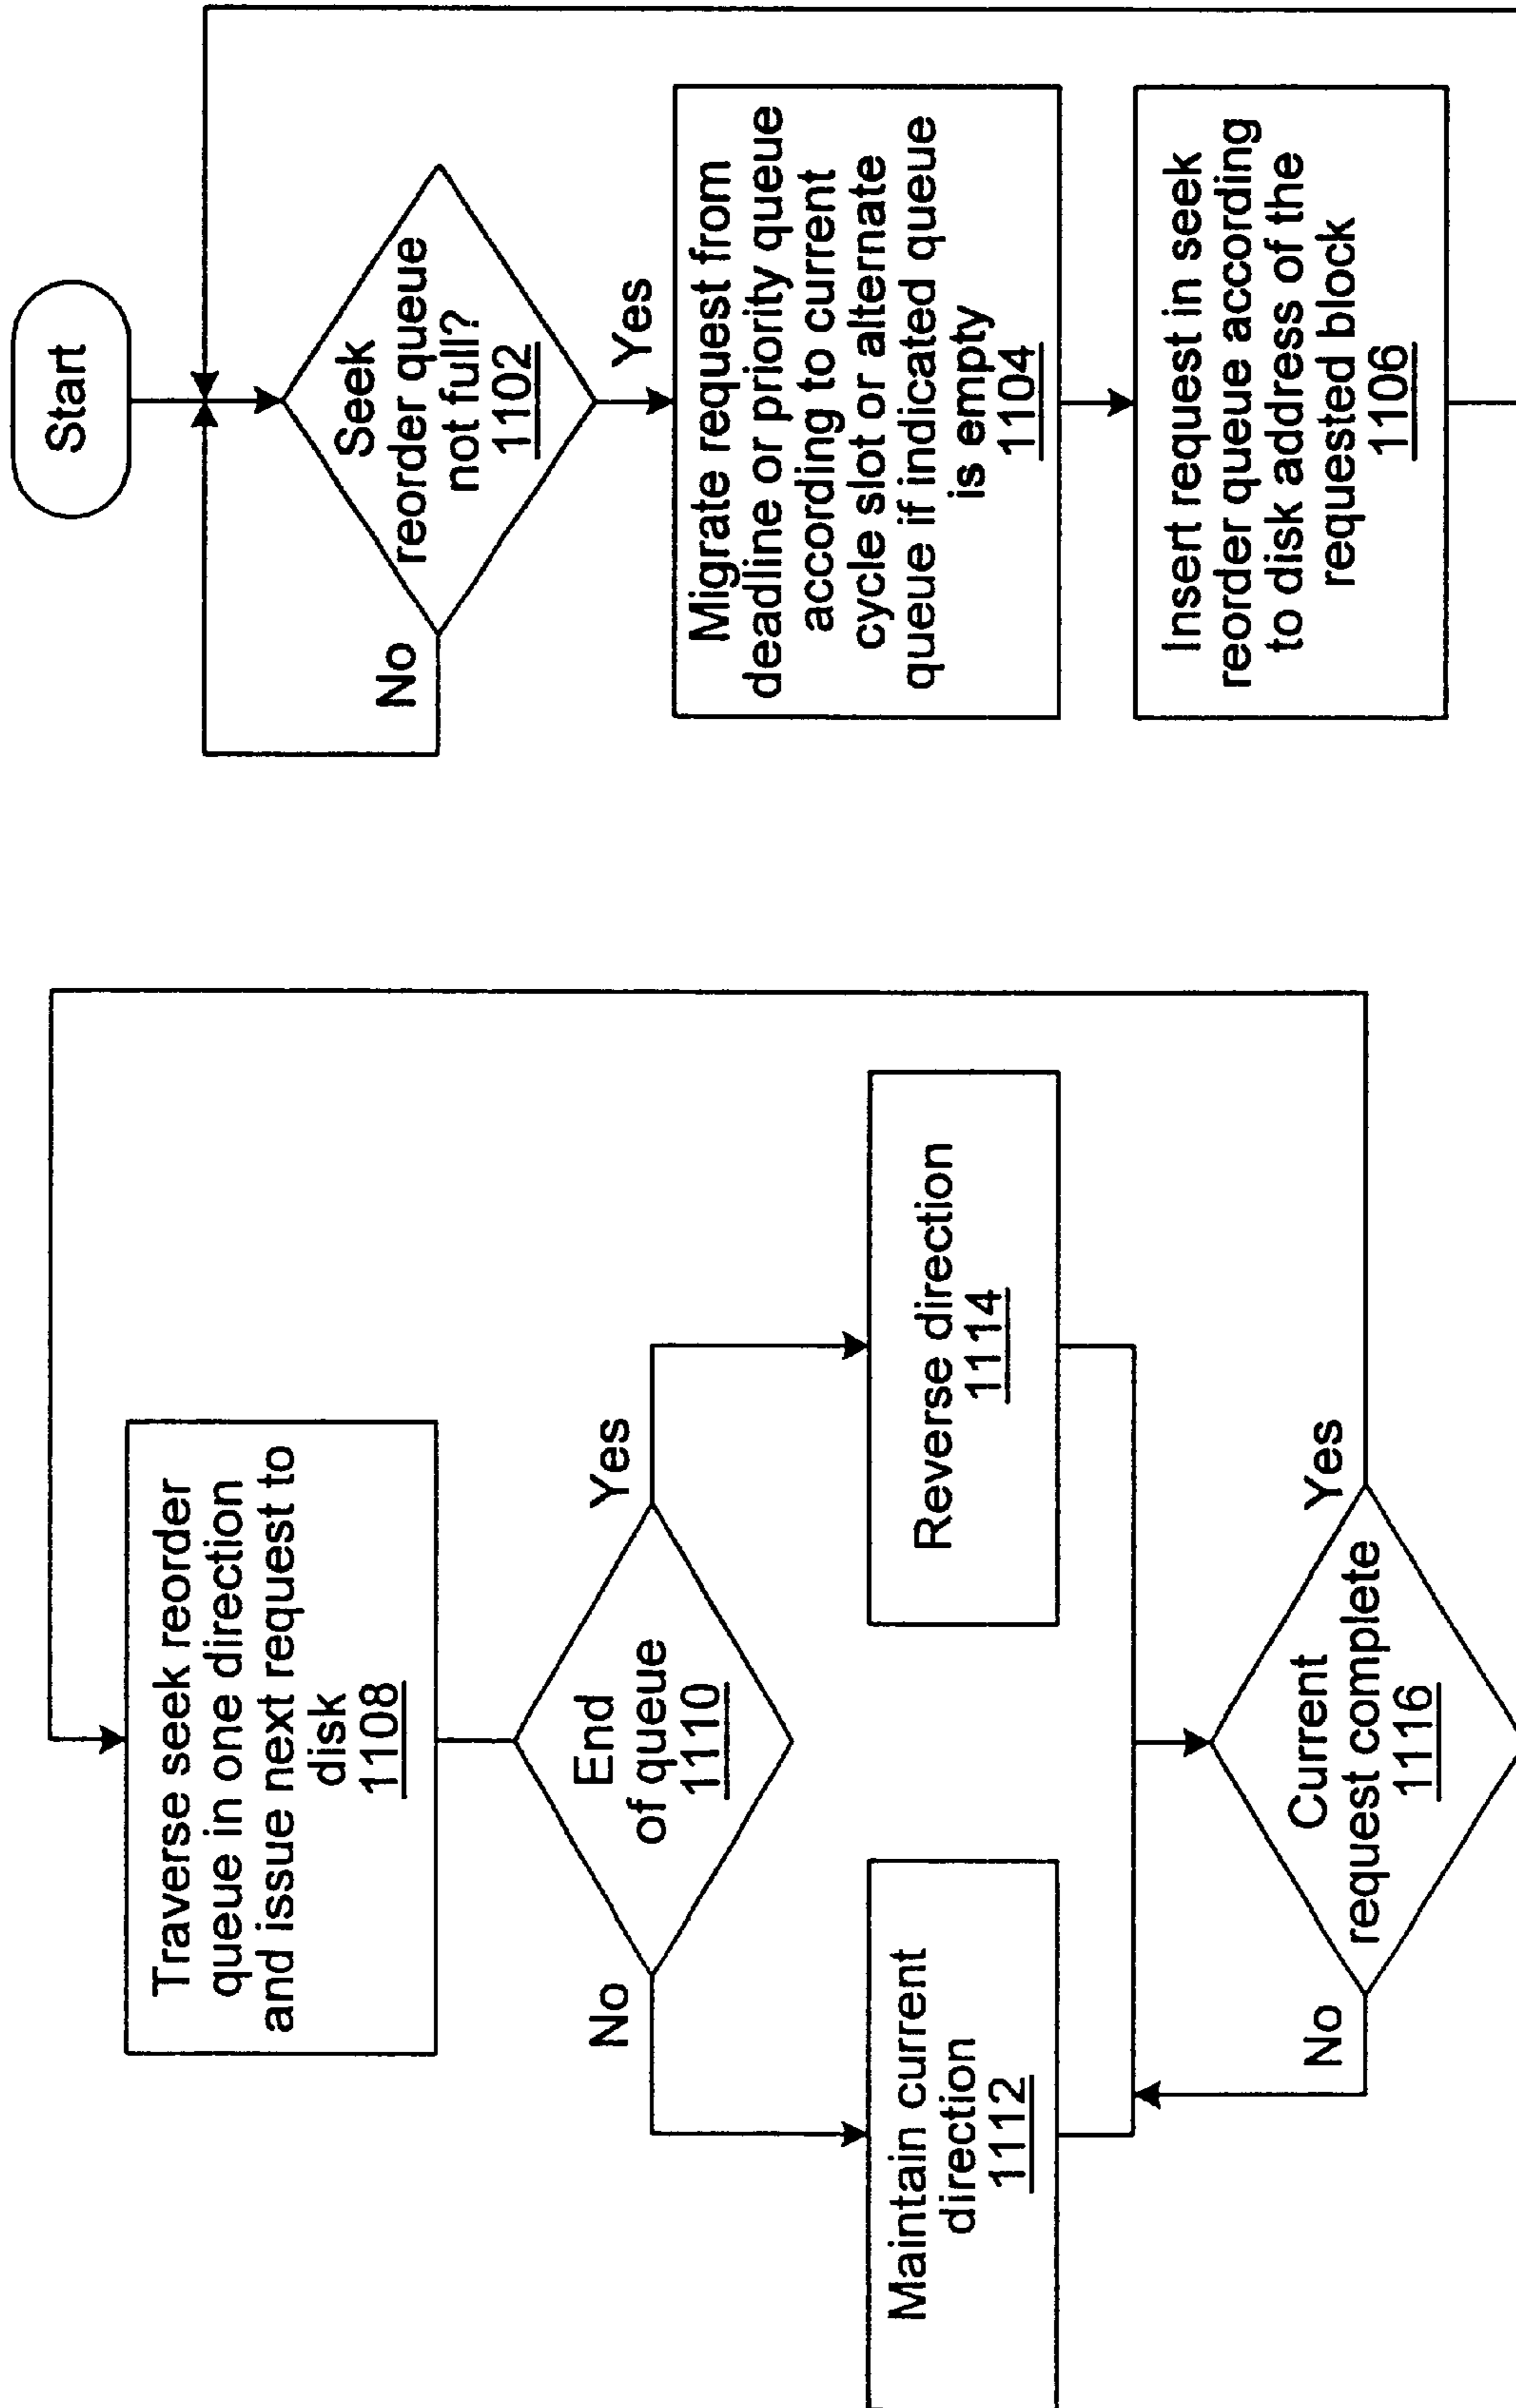 Start
Seek
reorder queue
not full?
1102
No
Yes
Migrate request from
deadline or priority queue
according to current
cycle slot or alternate
queue if indicated queue
is empty
1104
Insert request in seek
reorder queue according
to disk address of the
requested block
1106
Traverse seek reorder
queue in one direction
and issue next request to
disk
1108
End
of queue
1110
No
Yes
Maintain current
direction
1112
Reverse direction
1114
Current
request complete
1116
No
Yes